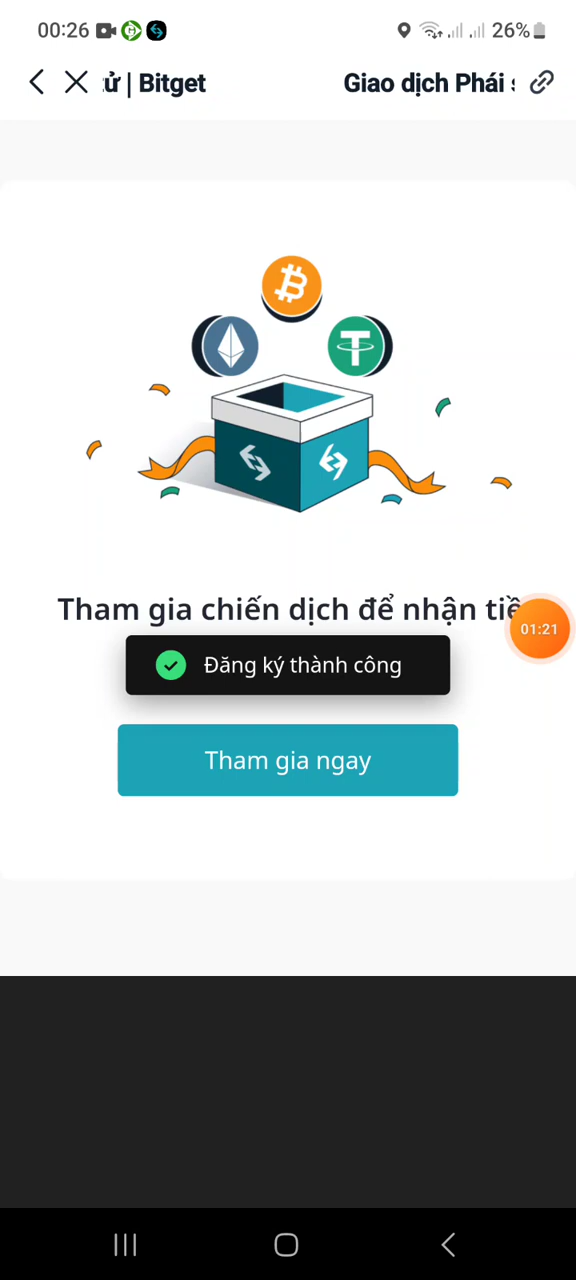 00:26
26%
ử | Bitget
Giao dịch Phái
Tham gia chiến dịch để nhận tiề
01:21
Đăng ký thành công
Tham gia ngay